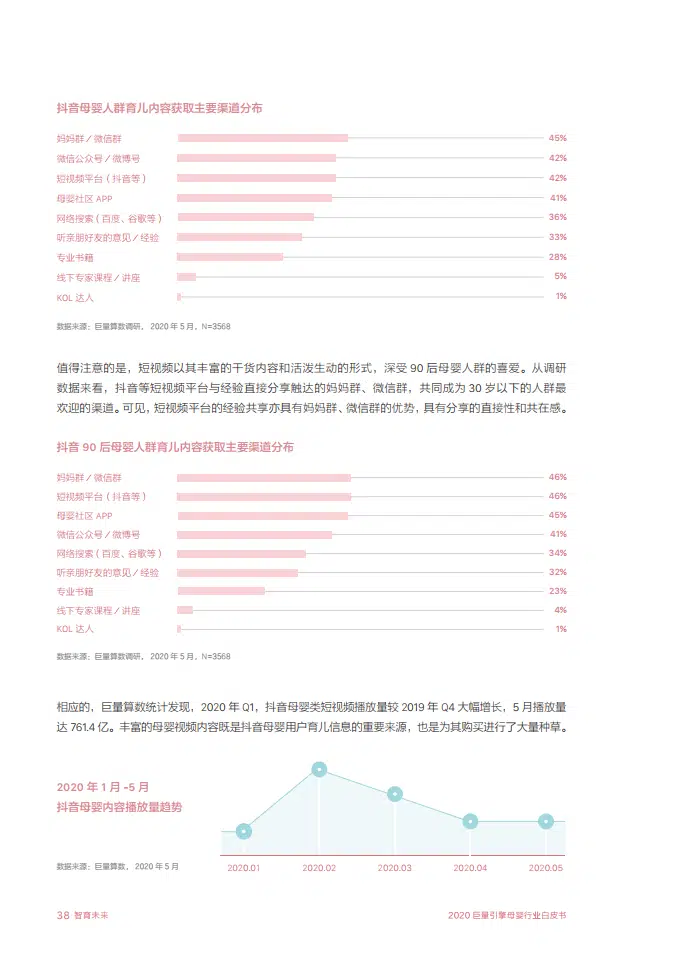 抖音母婴人群育儿内容获取主要渠道分布
妈妈群／微信群 45%
微信公众号／微博号 42%
短视频平台（抖音等） 42%
母婴社区 APP 41%
网络搜索（百度、谷歌等） 36%
听亲朋好友的意见／经验 33%
专业书籍 28%
线下专家课程／讲座 5%
KOL 达人 1%
数据来源：巨量算数调研， 2020 年 5 月，N=3568
值得注意的是，短视频以其丰富的干货内容和活泼生动的形式，深受 90 后母婴人群的喜爱。从调研
数据来看，抖音等短视频平台与经验直接分享触达的妈妈群、微信群，共同成为 30 岁以下的人群最
欢迎的渠道。可见，短视频平台的经验共享亦具有妈妈群、微信群的优势，具有分享的直接性和共在感。
抖音 90 后母婴人群育儿内容获取主要渠道分布
妈妈群／微信群 46%
短视频平台（抖音等） 46%
母婴社区 APP 45%
微信公众号／微博号 41%
网络搜索（百度、谷歌等） 34%
听亲朋好友的意见／经验 32%
专业书籍 23%
线下专家课程／讲座 4%
KOL 达人 1%
数据来源：巨量算数调研， 2020 年 5 月，N=3568
相应的，巨量算数统计发现，2020 年 Q1，抖音母婴类短视频播放量较 2019 年 Q4 大幅增长，5 月播放量
达 761.4 亿。丰富的母婴视频内容既是抖音母婴用户育儿信息的重要来源，也是为其购买进行了大量种草。
2020 年 1 月 -5 月
抖音母婴内容播放量趋势
数据来源：巨量算数， 2020 年 5 月
2020.01 2020.02 2020.03 2020.04 2020.05
38 智育未来
2020 巨量引擎母婴行业白皮书